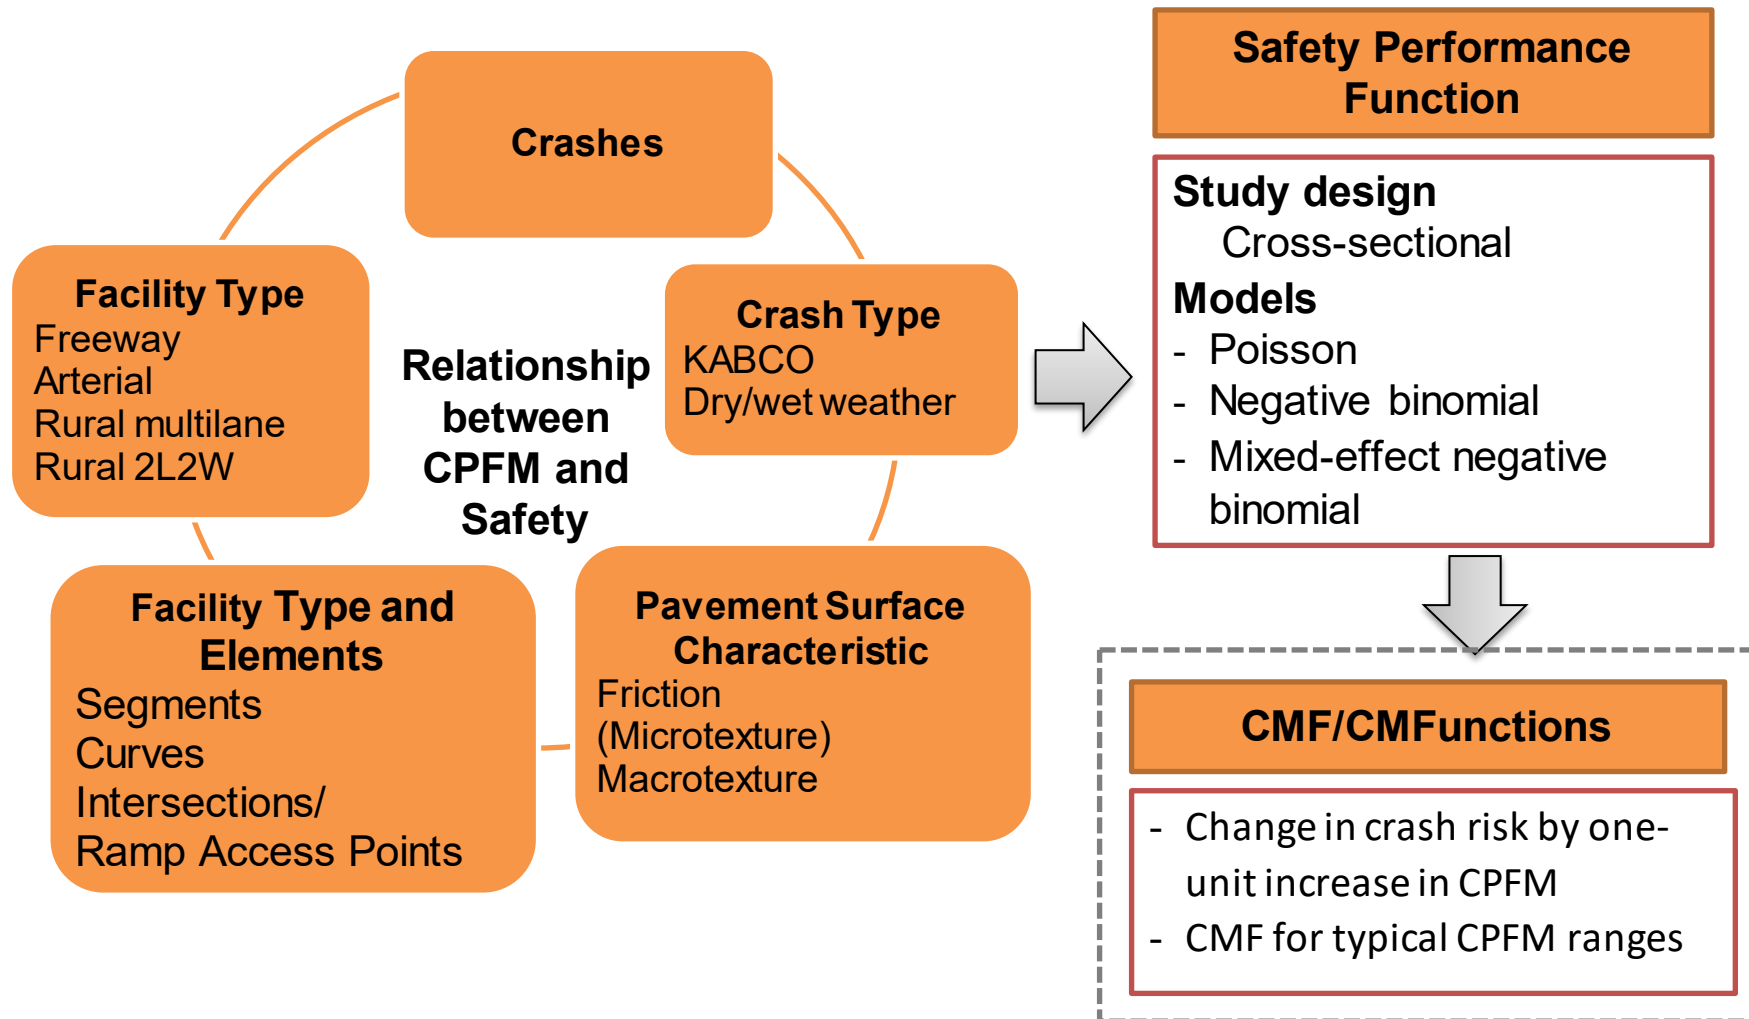 Crashes
Facility Type
Freeway
Arterial
Rural multilane
Rural 2L2W
Relationship
between
CPFM and
Safety
Crash Type
KABCO
Dry/wet weather
Facility Type and
Elements
Segments
Curves
Intersections/
Ramp Access Points
Pavement Surface
Characteristic
Friction
(Microtexture)
Macrotexture
Safety Performance
Function
Study design
Cross-sectional
Models
- Poisson
- Negative binomial
- Mixed-effect negative
binomial
CMF/CMFunctions
- Change in crash risk by one-
unit increase in CPFM
- CMF for typical CPFM ranges